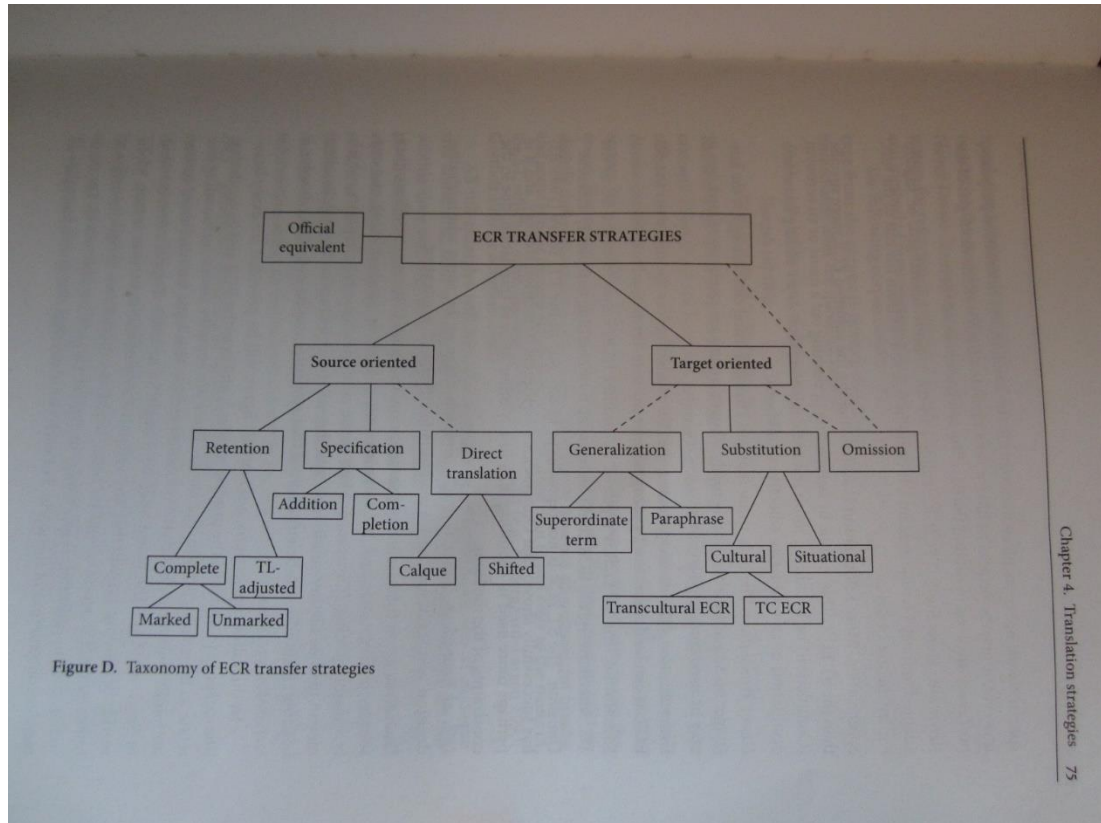 Official
equivalent
ECR TRANSFER STRATEGIES
Source oriented
Target oriented
Retention
Specification
Direct
translation
Generalization
Substitution
Omission
Addition
Com-
pletion
Superordinate
term
Paraphrase
Complete
TL-
adjusted
Calque
Shifted
Cultural
Situational
Marked
Unmarked
Transcultural ECR
TC ECR
Figure D. Taxonomy of ECR transfer strategies
Chapter 4. Translation strategies 75